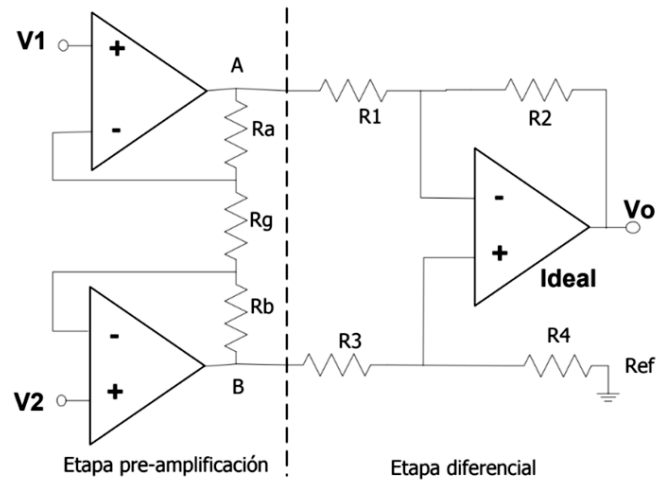 V1
+
-
A
Ra
R1
R2
Rg
-
+
Vo
Ideal
Rb
-
+
V2
B
R3
R4
Ref
Etapa pre-amplificación
Etapa diferencial